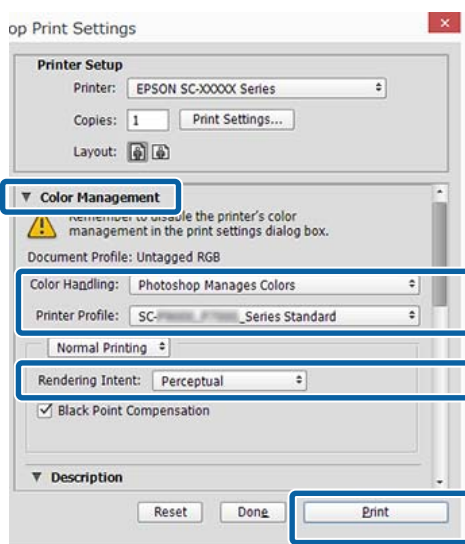 op Print Settings
Printer Setup
Printer: EPSON SC-XXXXX Series
Copies: 1 Print Settings...
Layout:
▼ Color Management
Remember to disable the printer's color
management in the print settings dialog box.
Document Profile: Untagged RGB
Color Handling: Photoshop Manages Colors
Printer Profile: SC- _Series Standard
Normal Printing
Rendering Intent: Perceptual
Black Point Compensation
▼ Description
Reset Done Print